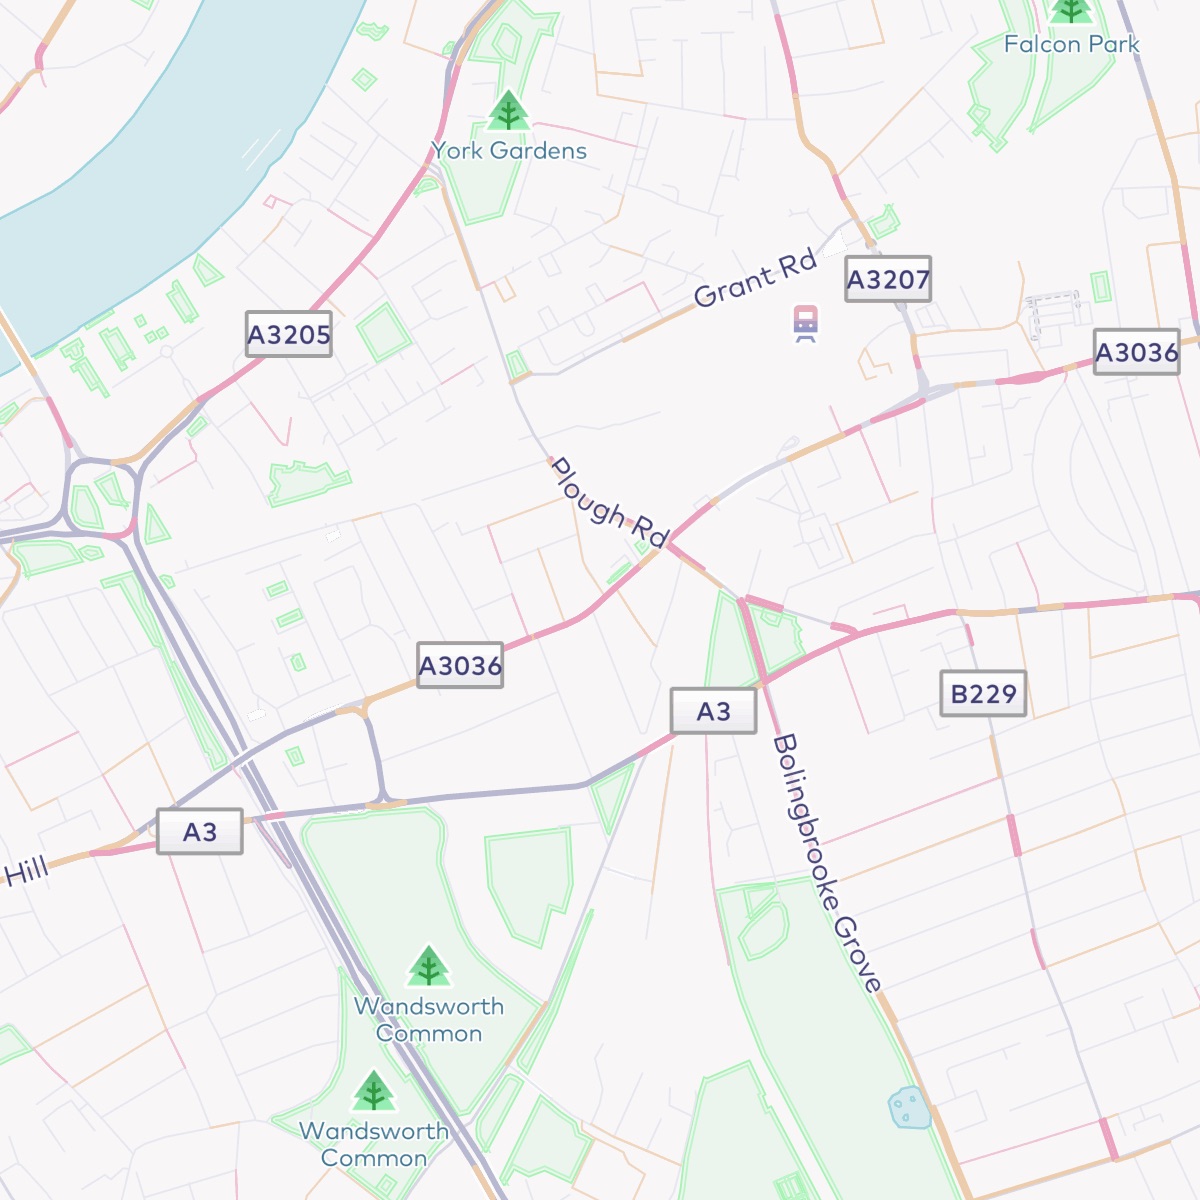 Falcon Park
York Gardens
Grant Rd
A3207
A3205
A3036
Plough Rd
A3036
B229
A3
Bolingbrooke Grove
A3
Hill
Wandsworth
Common
Wandsworth
Common